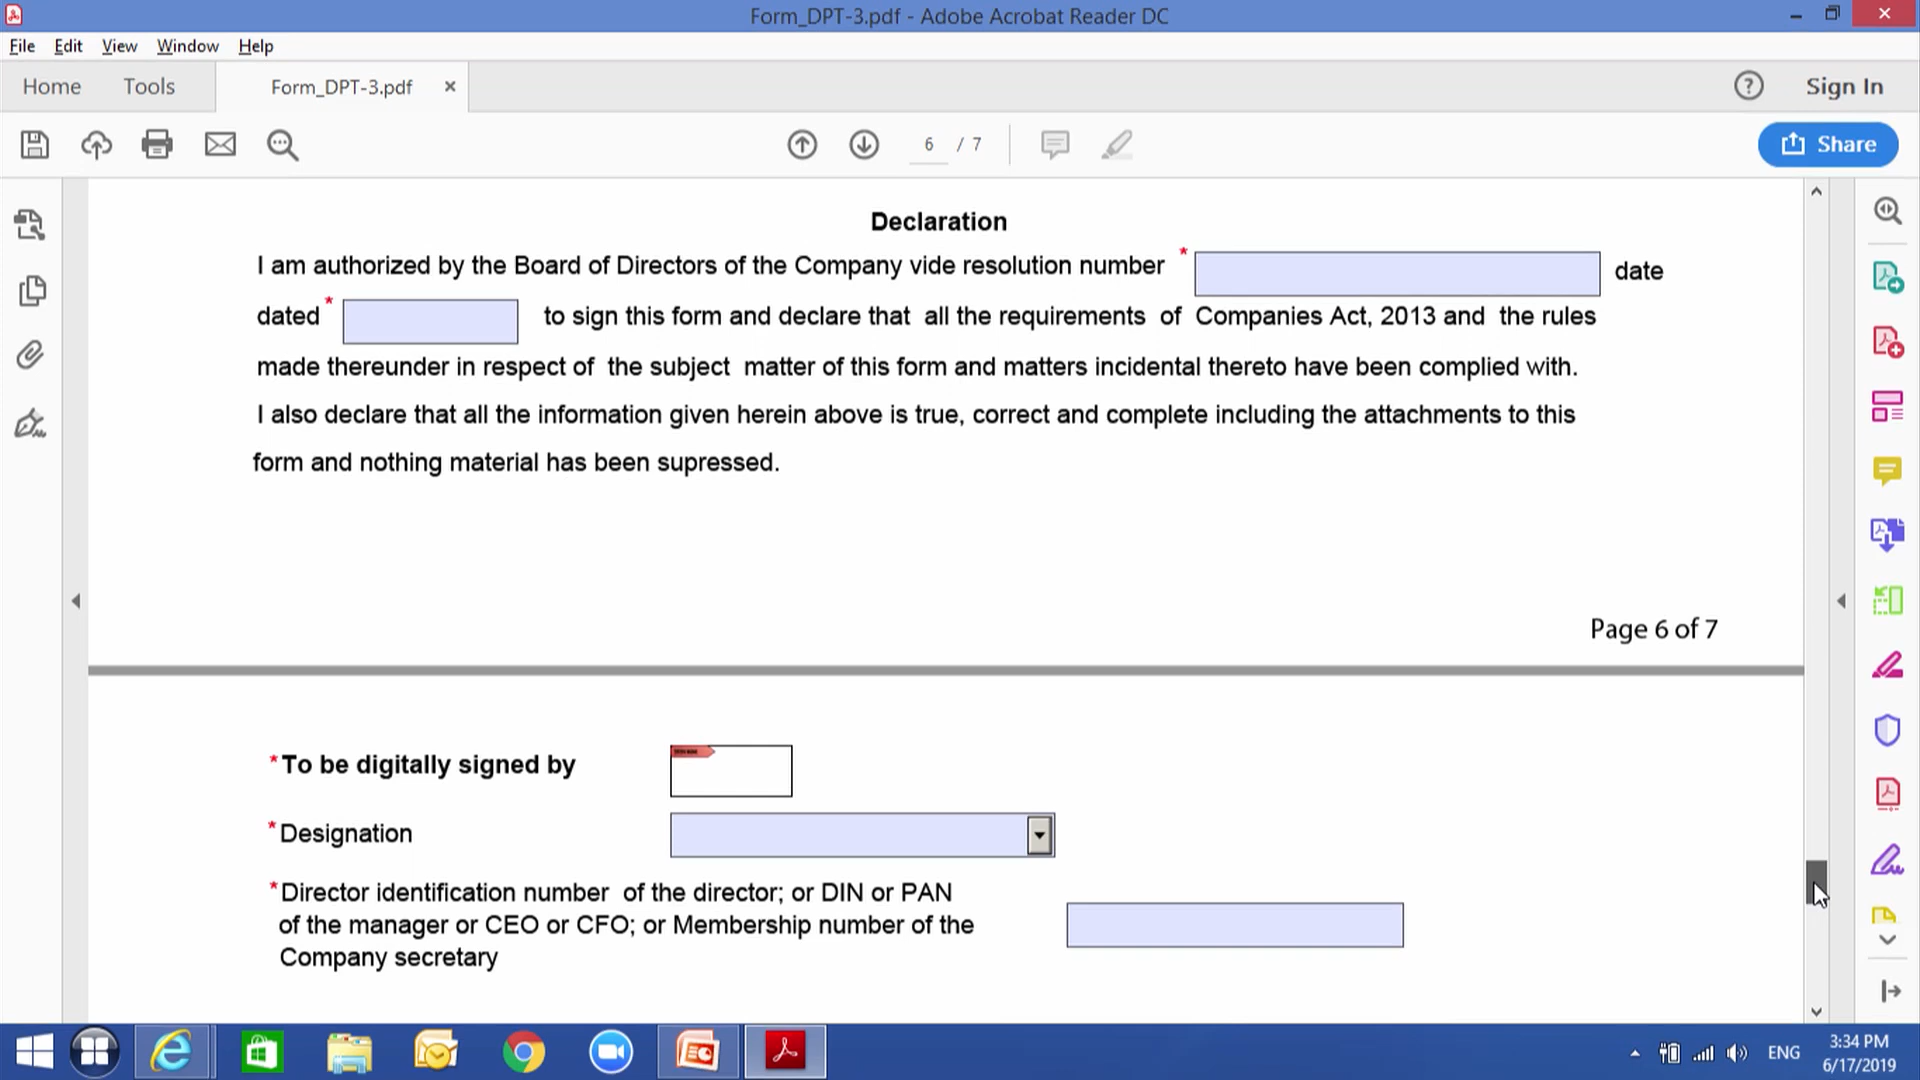 Form_DPT-3.pdf - Adobe Acrobat Reader DC
File Edit View Window Help
Home Tools Form_DPT-3.pdf × Sign In
6 / 7 Share
Declaration
I am authorized by the Board of Directors of the Company vide resolution number * date
dated * to sign this form and declare that all the requirements of Companies Act, 2013 and the rules
made thereunder in respect of the subject matter of this form and matters incidental thereto have been complied with.
I also declare that all the information given herein above is true, correct and complete including the attachments to this
form and nothing material has been supressed.
Page 6 of 7
*To be digitally signed by
*Designation
*Director identification number of the director; or DIN or PAN
of the manager or CEO or CFO; or Membership number of the
Company secretary
ENG
3:34 PM
6/17/2019